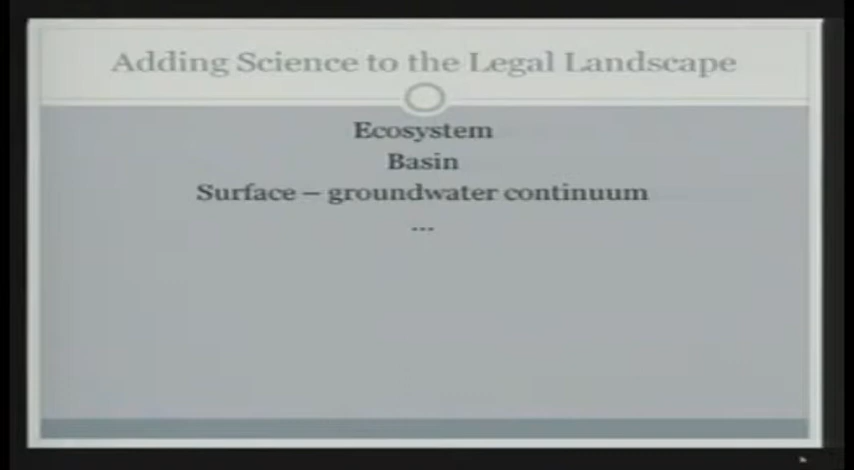 Adding Science to the Legal Landscape
Ecosystem
Basin
Surface – groundwater continuum
...